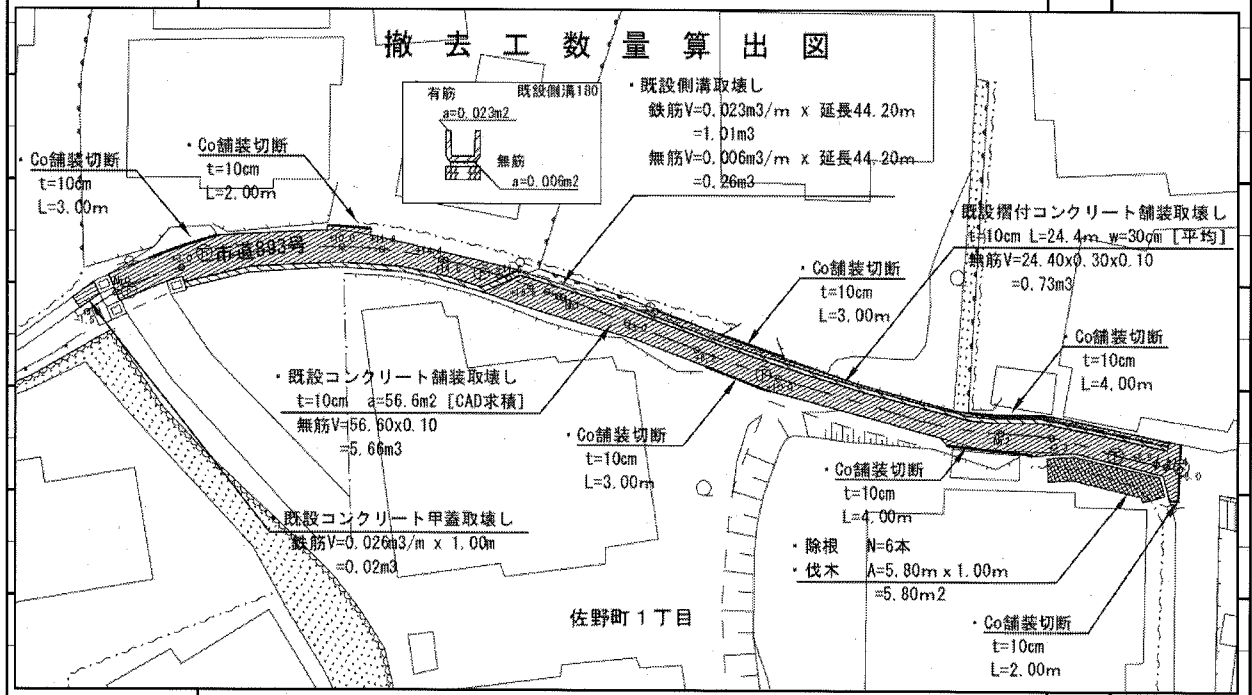 撤去工数量算出図
有筋
既設側溝180
a=0.023m2
無筋
a=0.006m2
・既設側溝取壊し
鉄筋V=0.023m3/m x 延長44.20m
=1.01m3
無筋V=0.006m3/m x 延長44.20m
=0.26m3
・Co舗装切断
t=10cm
L=3.00m
・Co舗装切断
t=10cm
L=2.00m
市道893号
・既設摺付コンクリート舗装取壊し
t=10cm L=24.4m w=30cm [平均]
無筋V=24.40x0.30x0.10
=0.73m3
・Co舗装切断
t=10cm
L=3.00m
・Co舗装切断
t=10cm
L=4.00m
・既設コンクリート舗装取壊し
t=10cm a=56.6m2 [CAD求積]
無筋V=56.60x0.10
=5.66m3
・Co舗装切断
t=10cm
L=3.00m
・Co舗装切断
t=10cm
L=4.00m
・既設コンクリート甲蓋取壊し
鉄筋V=0.026m3/m x 1.00m
=0.02m3
・除根 N=6本
・伐木 A=5.80m x 1.00m
=5.80m2
佐野町1丁目
・Co舗装切断
t=10cm
L=2.00m